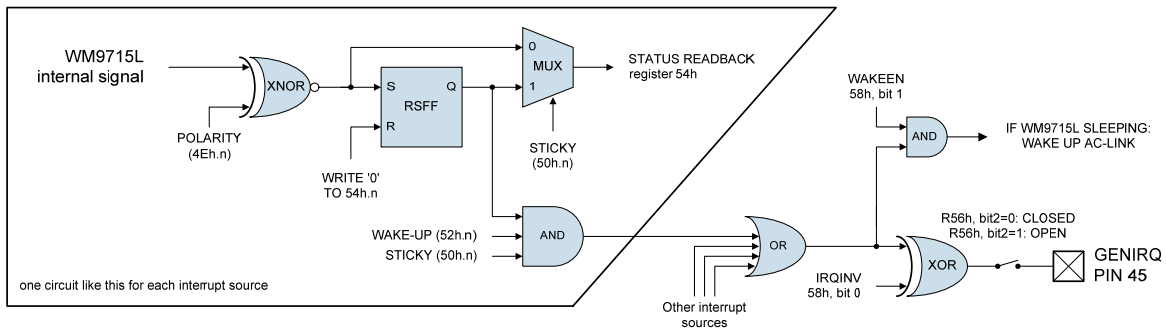 WM9715L
internal signal
XNOR
POLARITY
(4Eh.n)
S
Q
RSFF
R
WRITE '0'
TO 54h.n
0
MUX
1
STICKY
(50h.n)
STATUS READBACK
register 54h
WAKE-UP (52h.n)
STICKY (50h.n)
AND
one circuit like this for each interrupt source
OR
Other interrupt
sources
WAKEEN
58h, bit 1
AND
IF WM9715L SLEEPING:
WAKE UP AC-LINK
R56h, bit2=0: CLOSED
R56h, bit2=1: OPEN
IRQINV
58h, bit 0
XOR
GENIRQ
PIN 45